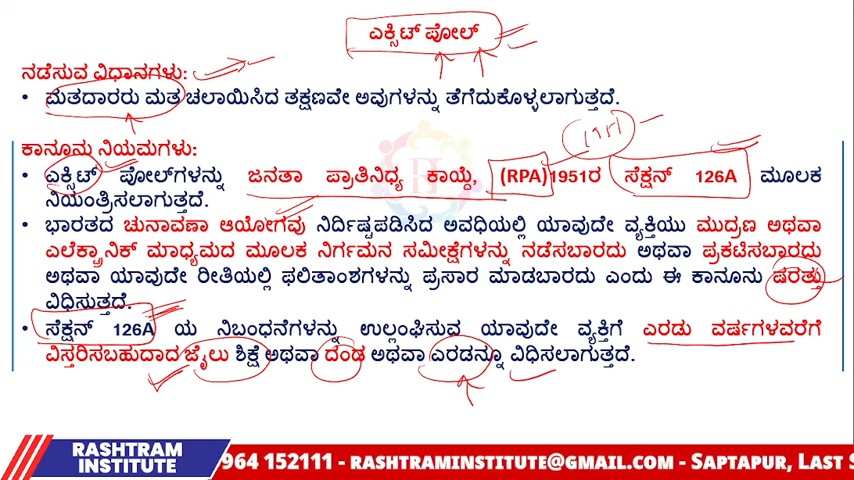 ಎಕ್ಸಿಟ್ ಪೋಲ್
ನಡೆಸುವ ವಿಧಾನಗಳು:
• ಮತದಾರರು ಮತ ಚಲಾಯಿಸಿದ ತಕ್ಷಣವೇ ಅವುಗಳನ್ನು ತೆಗೆದುಕೊಳ್ಳಲಾಗುತ್ತದೆ.
1951
ಕಾನೂನು ನಿಯಮಗಳು:
• ಎಕ್ಸಿಟ್ ಪೋಲ್‌ಗಳನ್ನು ಜನತಾ ಪ್ರಾತಿನಿಧ್ಯ ಕಾಯ್ದೆ, (RPA) 1951ರ ಸೆಕ್ಷನ್ 126A ಮೂಲಕ
ನಿಯಂತ್ರಿಸಲಾಗುತ್ತದೆ.
• ಭಾರತದ ಚುನಾವಣಾ ಆಯೋಗವು ನಿರ್ದಿಷ್ಟಪಡಿಸಿದ ಅವಧಿಯಲ್ಲಿ ಯಾವುದೇ ವ್ಯಕ್ತಿಯು ಮುದ್ರಣ ಅಥವಾ
ಎಲೆಕ್ಟ್ರಾನಿಕ್ ಮಾಧ್ಯಮದ ಮೂಲಕ ನಿರ್ಗಮನ ಸಮೀಕ್ಷೆಗಳನ್ನು ನಡೆಸಬಾರದು ಅಥವಾ ಪ್ರಕಟಿಸಬಾರದು
ಅಥವಾ ಯಾವುದೇ ರೀತಿಯಲ್ಲಿ ಫಲಿತಾಂಶಗಳನ್ನು ಪ್ರಸಾರ ಮಾಡಬಾರದು ಎಂದು ಈ ಕಾನೂನು ಷರತ್ತು
ವಿಧಿಸುತ್ತದೆ.
• ಸೆಕ್ಷನ್ 126A ಯ ನಿಬಂಧನೆಗಳನ್ನು ಉಲ್ಲಂಘಿಸುವ ಯಾವುದೇ ವ್ಯಕ್ತಿಗೆ ಎರಡು ವರ್ಷಗಳವರೆಗೆ
ವಿಸ್ತರಿಸಬಹುದಾದ ಜೈಲು ಶಿಕ್ಷೆ ಅಥವಾ ದಂಡ ಅಥವಾ ಎರಡನ್ನೂ ವಿಧಿಸಲಾಗುತ್ತದೆ.
RASHTRAM
INSTITUTE
964 152111 - RASHTRAMINSTITUTE@GMAIL.COM - SAPTAPUR, LAST S